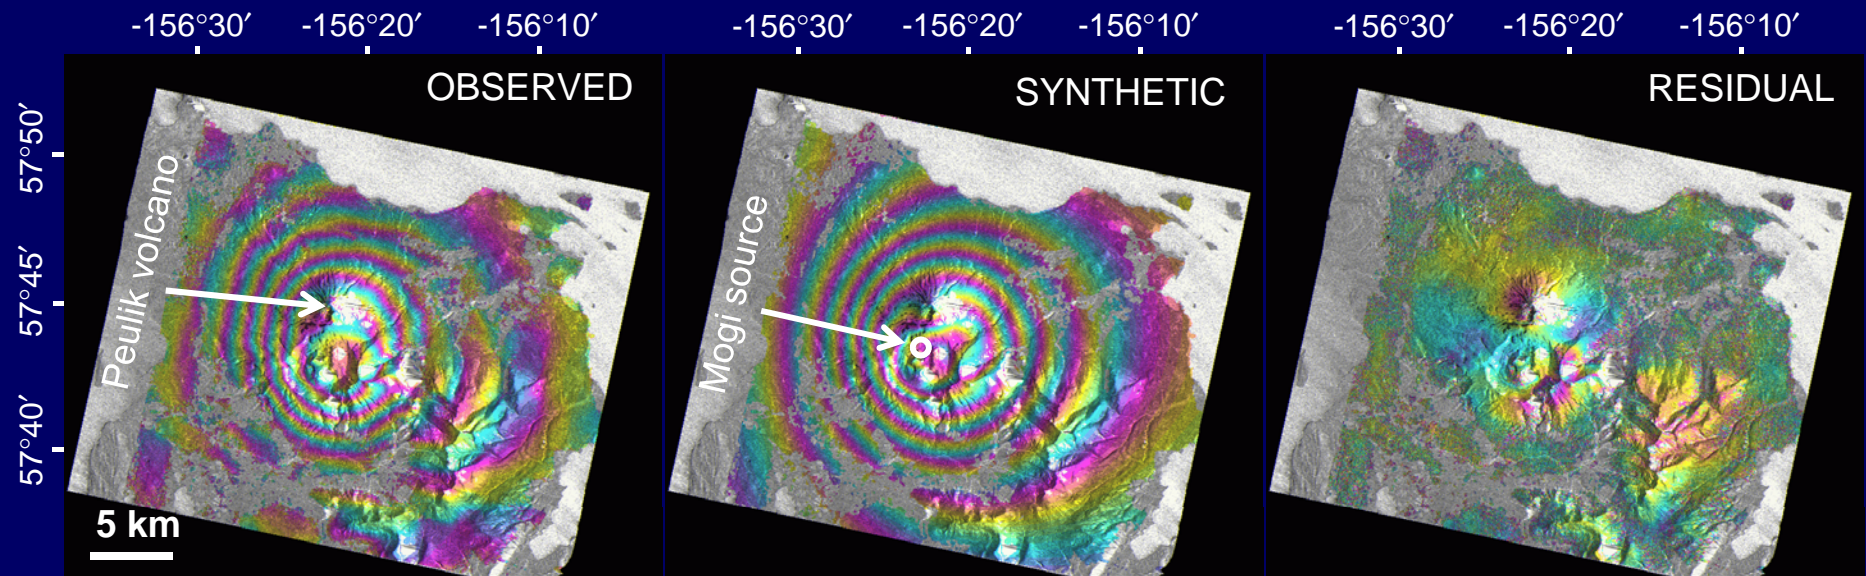 -156°30′ -156°20′ -156°10′ -156°30′ -156°20′ -156°10′ -156°30′ -156°20′ -156°10′
OBSERVED
SYNTHETIC
RESIDUAL
57°50′
57°45′
57°40′
Peulik volcano
Mogi source
5 km